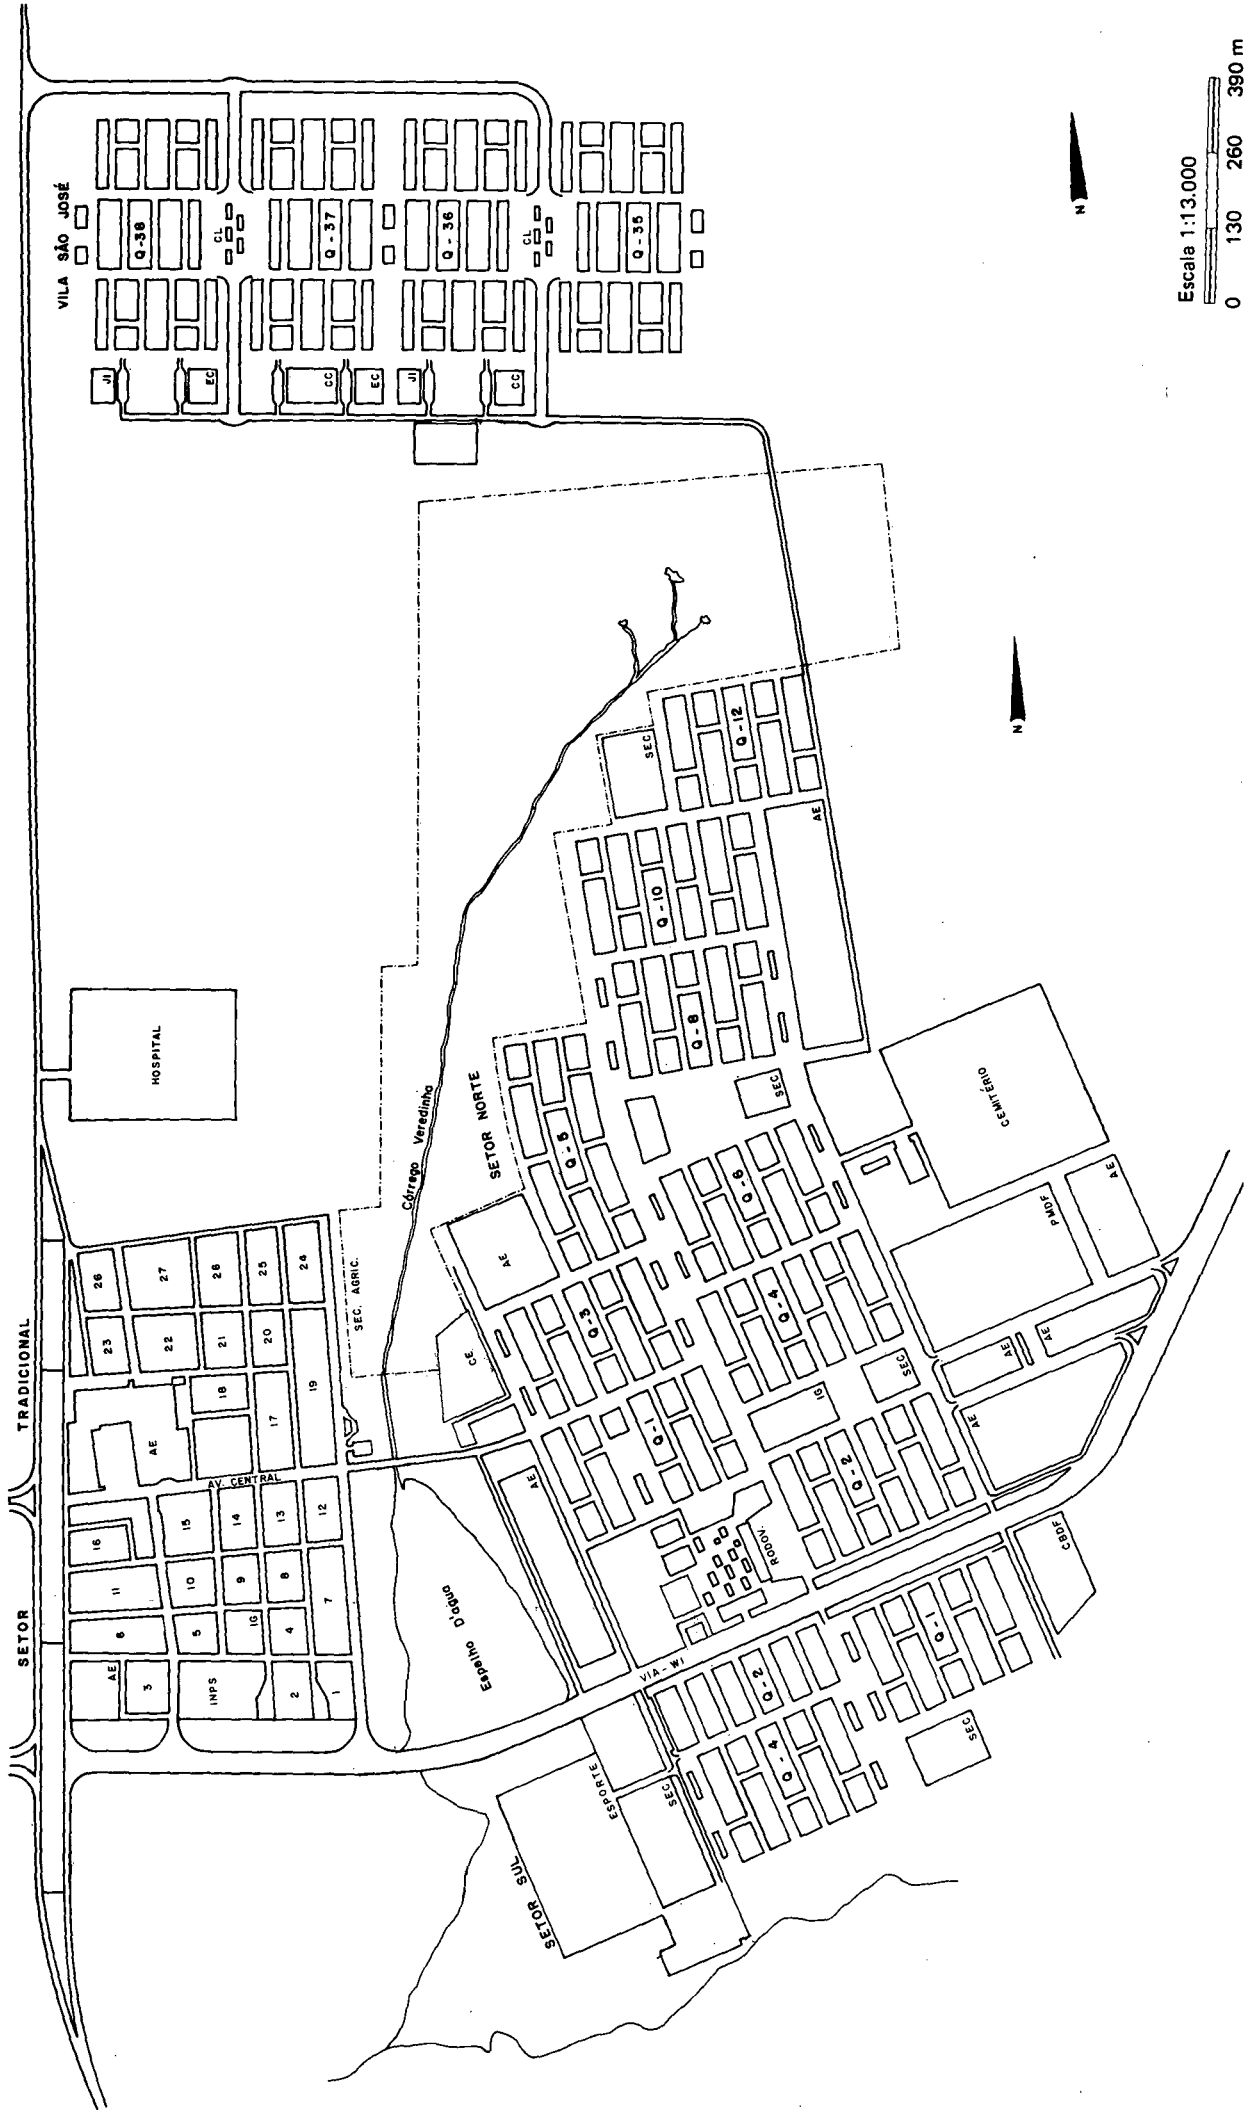 SETOR TRADICIONAL
VILA SÃO JOSÉ
Q-38
CL
Q-37
Q-36
CL
Q-35
JI
EC
CC
EC
JI
CC
HOSPITAL
26
27
26
25
24
23
22
21
20
19
18
17
AE
AV. CENTRAL
16
15
14
13
12
11
10
9
8
7
6
5
IG
4
AE
3
INPS
2
1
SEC. AGRIC.
Córrego Veredinha
Espelho D'agua
SETOR NORTE
SEC
Q-12
AE
Q-10
Q-8
SEC
Q-5
Q-6
AE
CE.
Q-3
Q-4
Q-1
IG
SEC
Q-2
AE
RODOV.
CEMITÉRIO
PMDF
AE
AE
AE
AE
CBDF
VIA-W1
SETOR SUL
ESPORTE
SEC
Q-2
Q-4
Q-1
SEC
N
N
Escala 1:13.000
0 130 260 390 m